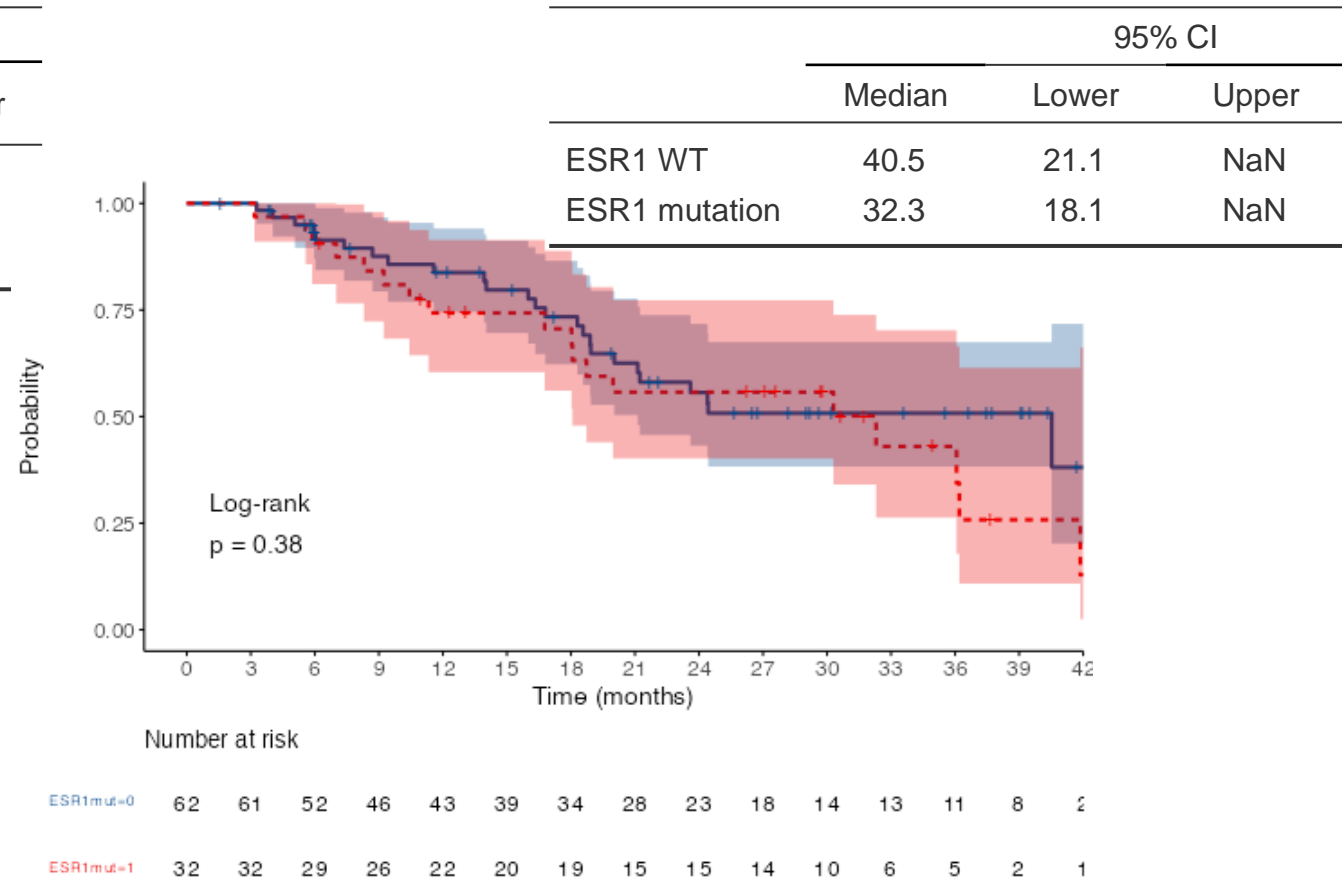 95% CI
Median Lower Upper
r
ESR1 WT 40.5 21.1 NaN
ESR1 mutation 32.3 18.1 NaN
1.00
0.75
0.50
0.25
0.00
Probability
Log-rank
p = 0.38
0 3 6 9 12 15 18 21 24 27 30 33 36 39 42
Time (months)
Number at risk
ESR1mut=0 62 61 52 46 43 39 34 28 23 18 14 13 11 8 2
ESR1mut=1 32 32 29 26 22 20 19 15 15 14 10 6 5 2 1